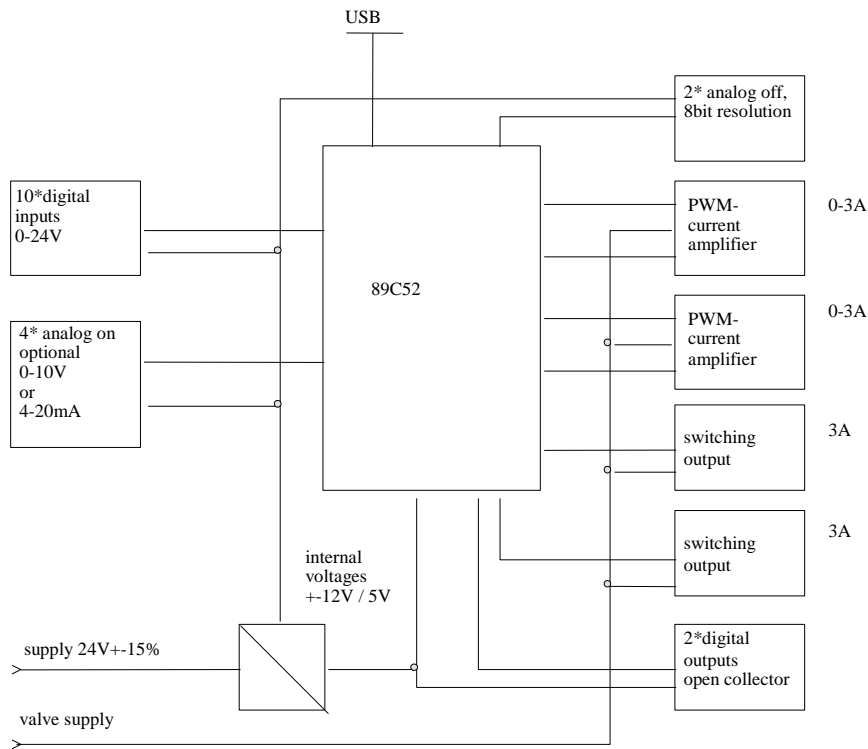 USB
2* analog off,
8bit resolution
10*digital
inputs
0-24V
PWM-
current
amplifier
0-3A
89C52
4* analog on
optional
0-10V
or
4-20mA
PWM-
current
amplifier
0-3A
switching
output
3A
switching
output
3A
internal
voltages
+-12V / 5V
supply 24V+-15%
2*digital
outputs
open collector
valve supply